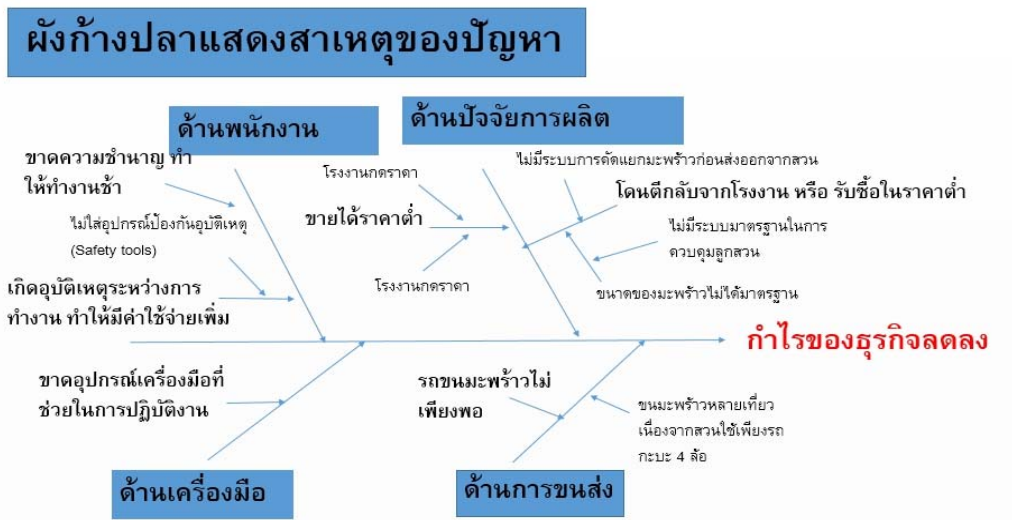 ผังก้างปลาแสดงสาเหตุของปัญหา
ด้านพนักงาน
ด้านปัจจัยการผลิต
ขาดความชำนาญ ทำ
ให้ทำงานช้า
ไม่ใส่อุปกรณ์ป้องกันอุบัติเหตุ
(Safety tools)
เกิดอุบัติเหตุระหว่างการ
ทำงาน ทำให้มีค่าใช้จ่ายเพิ่ม
โรงงานกดราคา
ขายได้ราคาต่ำ
โรงงานกดราคา
ไม่มีระบบการคัดแยกมะพร้าวก่อนส่งออกจากสวน
โดนตีกลับจากโรงงาน หรือ รับซื้อในราคาต่ำ
ไม่มีระบบมาตรฐานในการ
ควบคุมลูกสวน
ขนาดของมะพร้าวไม่ได้มาตรฐาน
กำไรของธุรกิจลดลง
ขาดอุปกรณ์เครื่องมือที่
ช่วยในการปฏิบัติงาน
รถขนมะพร้าวไม่
เพียงพอ
ขนมะพร้าวหลายเที่ยว
เนื่องจากสวนใช้เพียงรถ
กะบะ 4 ล้อ
ด้านเครื่องมือ
ด้านการขนส่ง